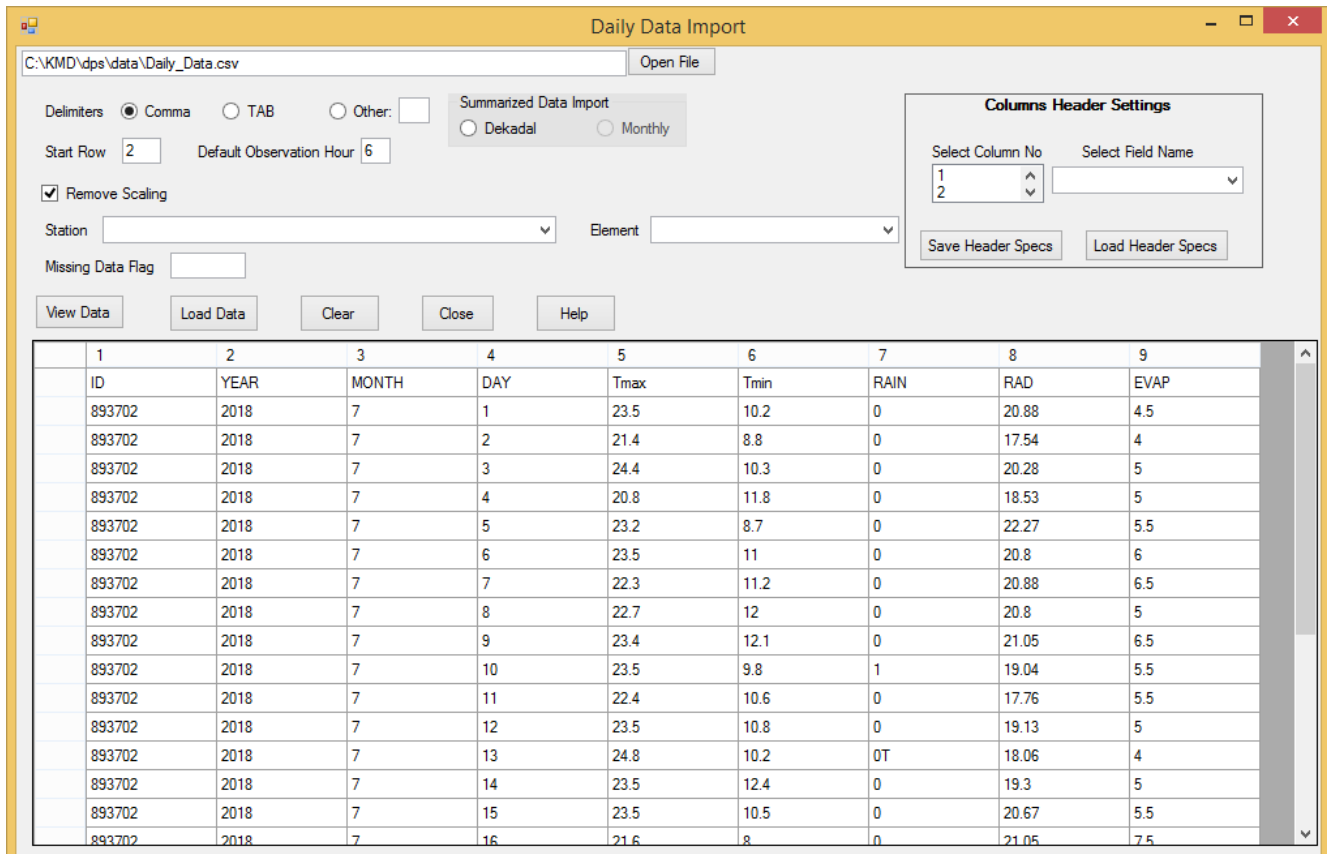 Daily Data Import
C:\KMD\dps\data\Daily_Data.csv Open File
Delimiters Comma TAB Other: Summarized Data Import Columns Header Settings
Dekadal Monthly
Start Row 2 Default Observation Hour 6 Select Column No Select Field Name
1
2
Remove Scaling
Station Element
Save Header Specs Load Header Specs
Missing Data Flag
View Data Load Data Clear Close Help
1 2 3 4 5 6 7 8 9
ID YEAR MONTH DAY Tmax Tmin RAIN RAD EVAP
893702 2018 7 1 23.5 10.2 0 20.88 4.5
893702 2018 7 2 21.4 8.8 0 17.54 4
893702 2018 7 3 24.4 10.3 0 20.28 5
893702 2018 7 4 20.8 11.8 0 18.53 5
893702 2018 7 5 23.2 8.7 0 22.27 5.5
893702 2018 7 6 23.5 11 0 20.8 6
893702 2018 7 7 22.3 11.2 0 20.88 6.5
893702 2018 7 8 22.7 12 0 20.8 5
893702 2018 7 9 23.4 12.1 0 21.05 6.5
893702 2018 7 10 23.5 9.8 1 19.04 5.5
893702 2018 7 11 22.4 10.6 0 17.76 5.5
893702 2018 7 12 23.5 10.8 0 19.13 5
893702 2018 7 13 24.8 10.2 0T 18.06 4
893702 2018 7 14 23.5 12.4 0 19.3 5
893702 2018 7 15 23.5 10.5 0 20.67 5.5
893702 2018 7 16 21.6 8 0 21.05 7.5